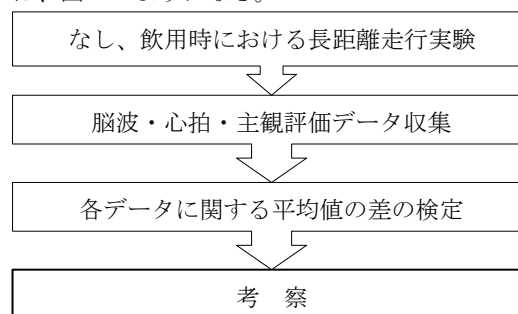 なし、飲用時における長距離走行実験
脳波・心拍・主観評価データ収集
各データに関する平均値の差の検定
考 察